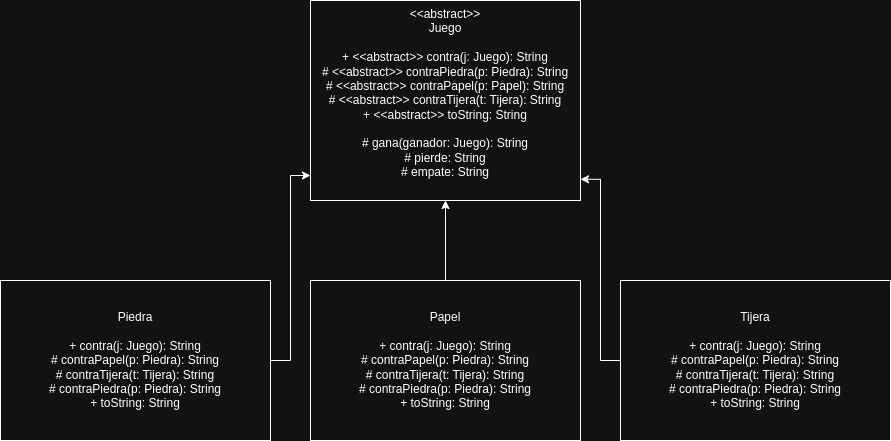 <<abstract>>
Juego
+ <<abstract>> contra(j: Juego): String
# <<abstract>> contraPiedra(p: Piedra): String
# <<abstract>> contraPapel(p: Papel): String
# <<abstract>> contraTijera(t: Tijera): String
+ <<abstract>> toString: String
# gana(ganador: Juego): String
# pierde: String
# empate: String
Piedra
+ contra(j: Juego): String
# contraPapel(p: Piedra): String
# contraTijera(t: Tijera): String
# contraPiedra(p: Piedra): String
+ toString: String
Papel
+ contra(j: Juego): String
# contraPapel(p: Piedra): String
# contraTijera(t: Tijera): String
# contraPiedra(p: Piedra): String
+ toString: String
Tijera
+ contra(j: Juego): String
# contraPapel(p: Piedra): String
# contraTijera(t: Tijera): String
# contraPiedra(p: Piedra): String
+ toString: String